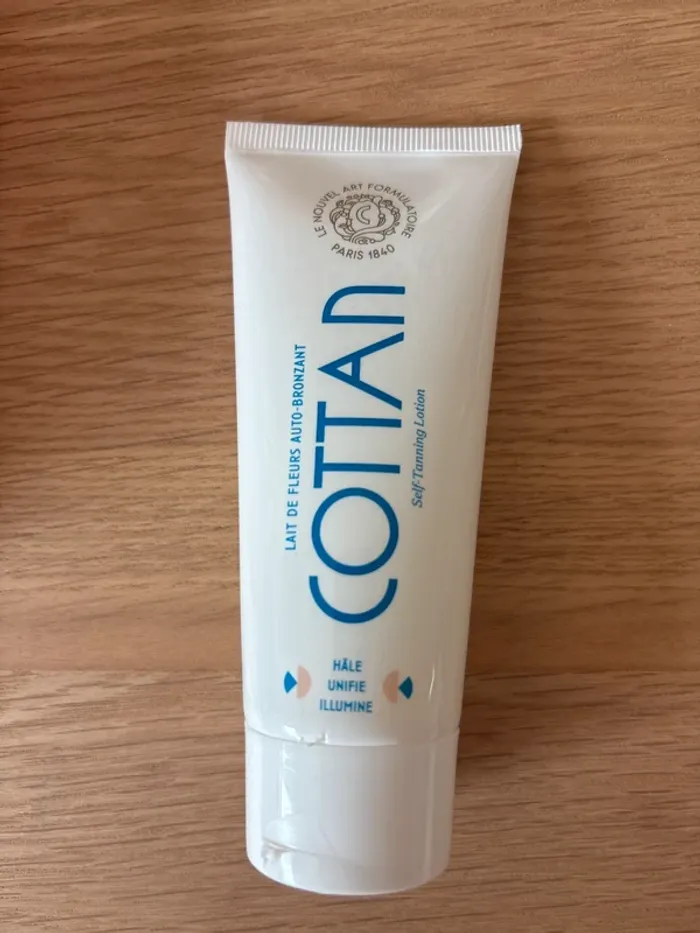 LE NOUVEL ART FORMULATOIRE
C
PARIS 1840
LAIT DE FLEURS AUTO-BRONZANT
COTTAN
Self-Tanning Lotion
HÂLE
UNIFIE
ILLUMINE